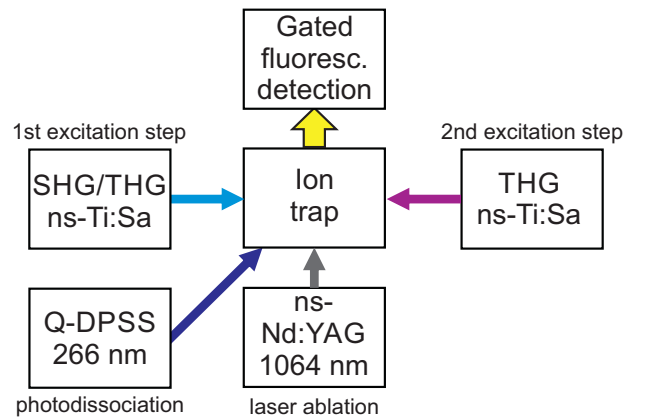 Gated
fluoresc.
detection
1st excitation step
2nd excitation step
SHG/THG
ns-Ti:Sa
Ion
trap
THG
ns-Ti:Sa
Q-DPSS
266 nm
ns-
Nd:YAG
1064 nm
photodissociation
laser ablation